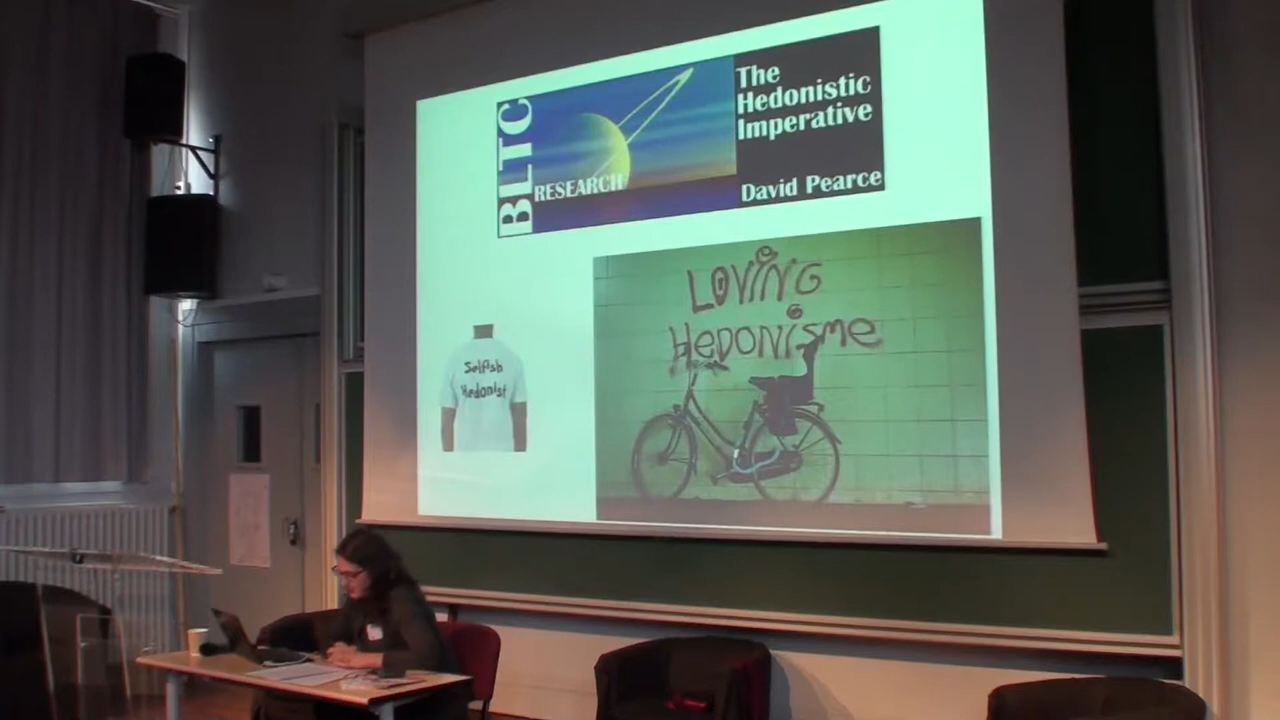 BLTC
RESEARCH
The
Hedonistic
Imperative
David Pearce
LOVING
HEDONISME
Selfish
Hedonist